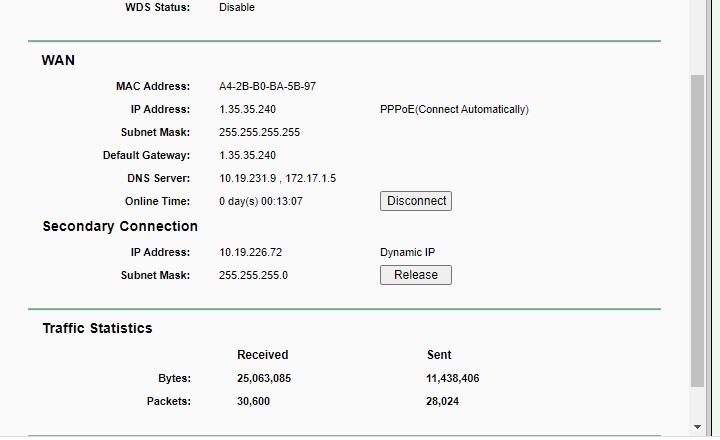 WDS Status: Disable
WAN
MAC Address: A4-2B-B0-BA-5B-97
IP Address: 1.35.35.240 PPPoE(Connect Automatically)
Subnet Mask: 255.255.255.255
Default Gateway: 1.35.35.240
DNS Server: 10.19.231.9 , 172.17.1.5
Online Time: 0 day(s) 00:13:07 Disconnect
Secondary Connection
IP Address: 10.19.226.72 Dynamic IP
Subnet Mask: 255.255.255.0 Release
Traffic Statistics
Received Sent
Bytes: 25,063,085 11,438,406
Packets: 30,600 28,024